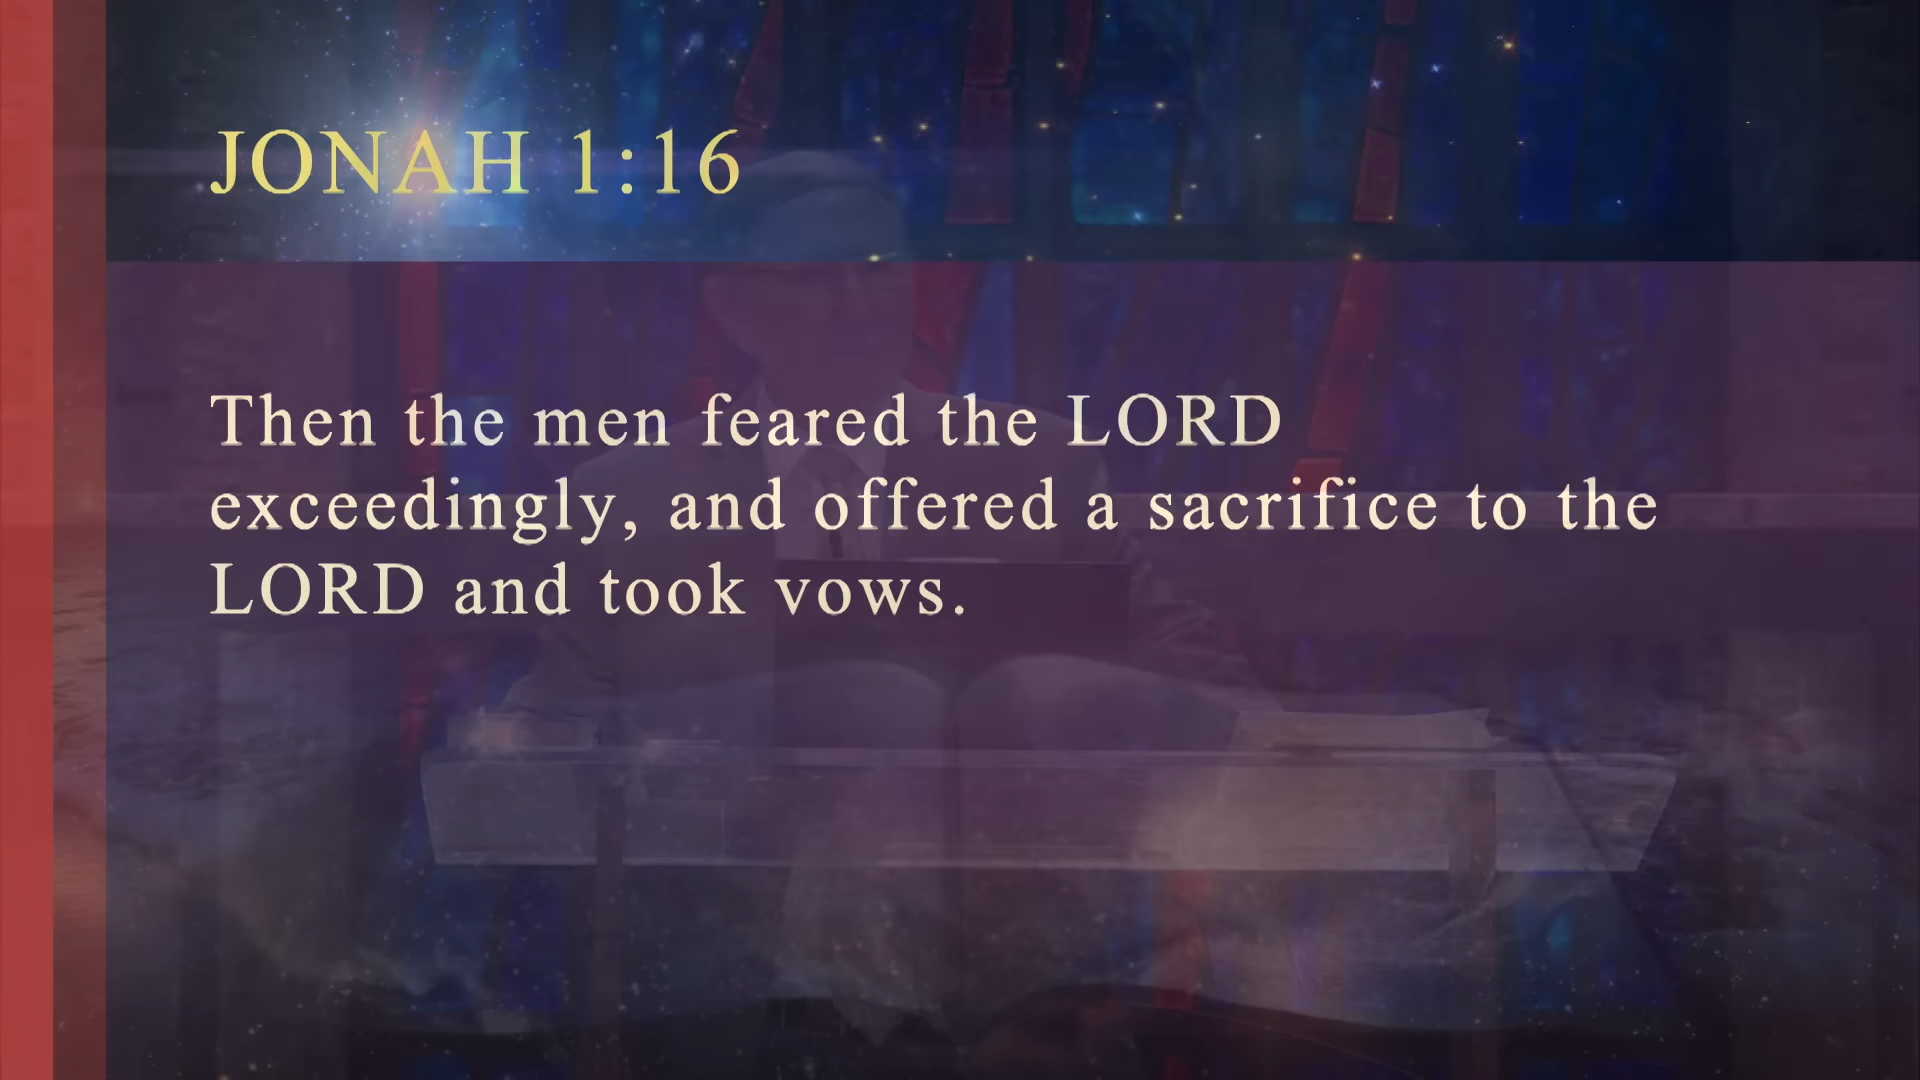 JONAH 1:16
Then the men feared the LORD
exceedingly, and offered a sacrifice to the
LORD and took vows.